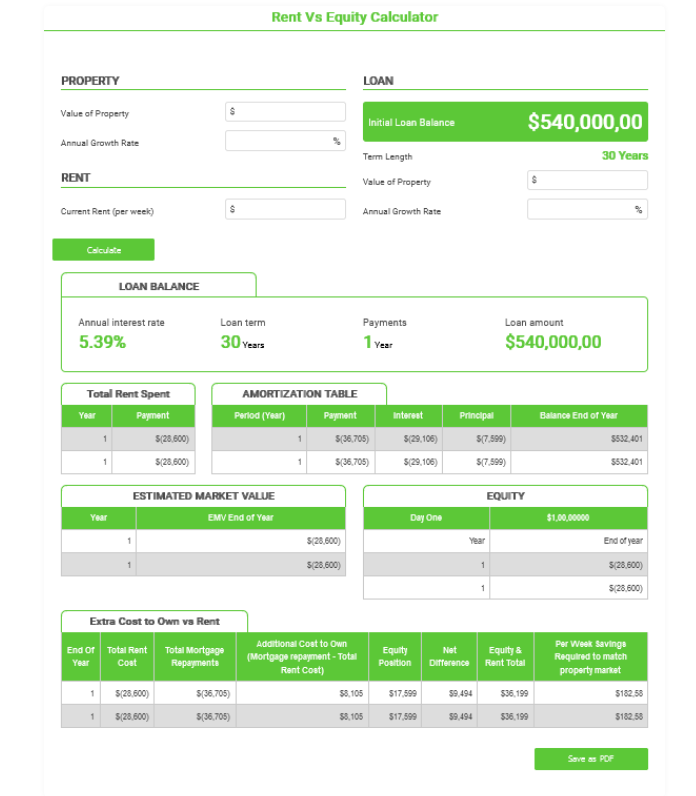 Rent Vs Equity Calculator
PROPERTY
Value of Property $
Annual Growth Rate %
RENT
Current Rent (per week) $
LOAN
Initial Loan Balance $540,000,00
Term Length 30 Years
Value of Property $
Annual Growth Rate %
Calculate
LOAN BALANCE
Annual interest rate Loan term Payments Loan amount
5.39% 30 Years 1 Year $540,000,00
Total Rent Spent
Year Payment
1 $(28,600)
1 $(28,600)
AMORTIZATION TABLE
Period (Year) Payment Interest Principal Balance End of Year
1 $(36,705) $(29,106) $(7,599) $532,401
1 $(36,705) $(29,106) $(7,599) $532,401
ESTIMATED MARKET VALUE
Year EMV End of Year
1 $(28,600)
1 $(28,600)
EQUITY
Day One $1,00,00000
Year End of year
1 $(28,600)
1 $(28,600)
Extra Cost to Own vs Rent
End Of Year Total Rent Cost Total Mortgage Repayments Additional Cost to Own (Mortgage repayment - Total Rent Cost) Equity Position Net Difference Equity & Rent Total Per Week Savings Required to match property market
1 $(28,600) $(36,705) $8,105 $17,599 $9,494 $36,199 $182,58
1 $(28,600) $(36,705) $8,105 $17,599 $9,494 $36,199 $182,58
Save as PDF